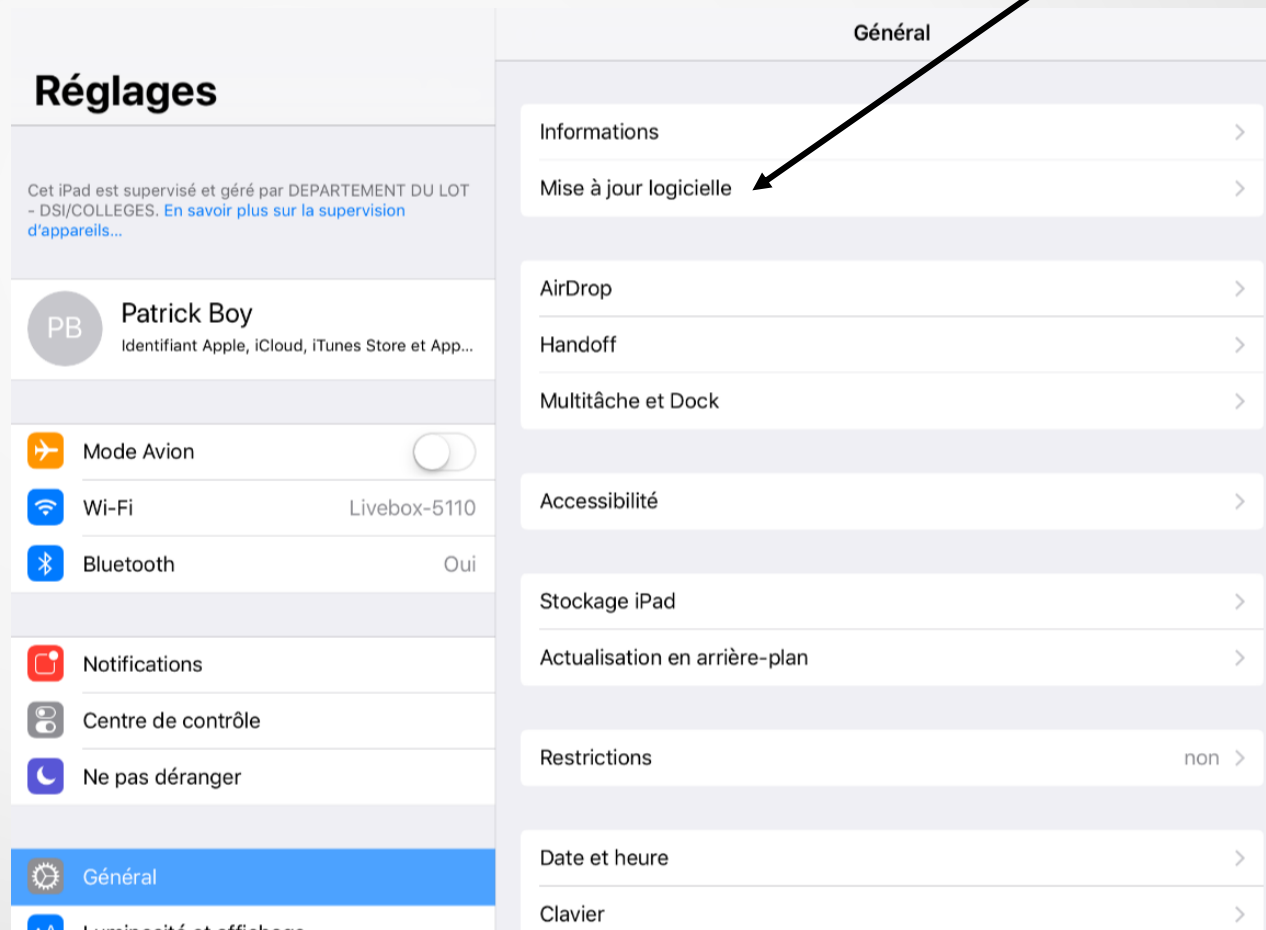 Général
Réglages
Cet iPad est supervisé et géré par DEPARTEMENT DU LOT
- DSI/COLLEGES. En savoir plus sur la supervision
d'appareils...
PB
Patrick Boy
Identifiant Apple, iCloud, iTunes Store et App...
Mode Avion
Wi-Fi Livebox-5110
Bluetooth Oui
Notifications
Centre de contrôle
Ne pas déranger
Général
Luminosité et affichage
Informations
Mise à jour logicielle
AirDrop
Handoff
Multitâche et Dock
Accessibilité
Stockage iPad
Actualisation en arrière-plan
Restrictions non
Date et heure
Clavier